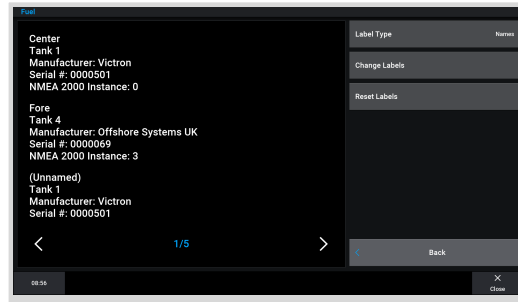 Fuel
Center
Tank 1
Manufacturer: Victron
Serial #: 0000501
NMEA 2000 Instance: 0
Fore
Tank 4
Manufacturer: Offshore Systems UK
Serial #: 0000069
NMEA 2000 Instance: 3
(Unnamed)
Tank 1
Manufacturer: Victron
Serial #: 0000501
1/5
Label Type Names
Change Labels
Reset Labels
Back
08:56
Close